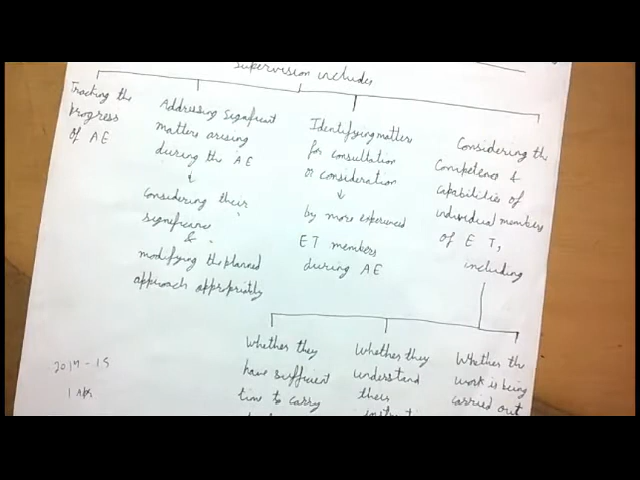 Supervision includes
Tracking the
progress
of AE
Addressing significant
matters arising
during the AE
↓
Considering their
significance
&
modifying the planned
approach appropriately
Identifying matters
for consultation
or consideration
↓
by more experienced
ET members
during AE
Considering the
Competence &
capabilities of
individual members
of E T,
including
Whether they
have sufficient
time to carry
Whether they
understand
their
Whether the
work is being
carried out